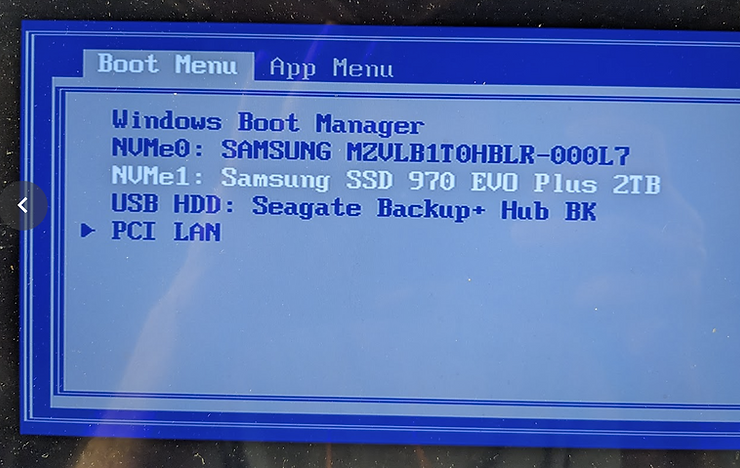 Boot Menu App Menu
Windows Boot Manager
NVMe0: SAMSUNG MZVLB1T0HBLR-000L7
NVMe1: Samsung SSD 970 EVO Plus 2TB
USB HDD: Seagate Backup+ Hub BK
PCI LAN